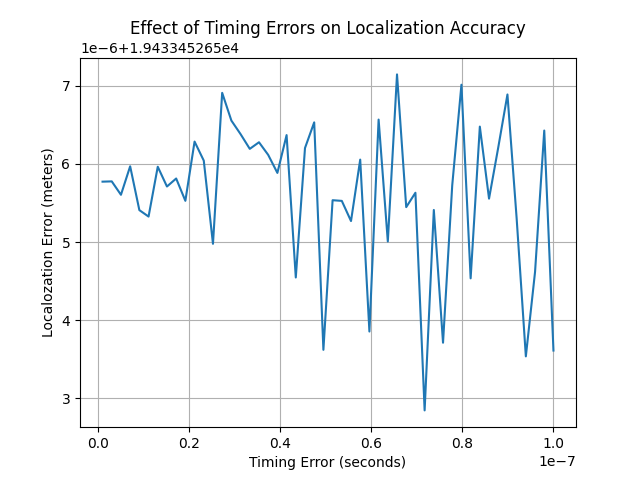 Effect of Timing Errors on Localization Accuracy
1e−6+1.943345265e4
7
6
5
4
3
Localozation Error (meters)
0.0 0.2 0.4 0.6 0.8 1.0
1e−7
Timing Error (seconds)